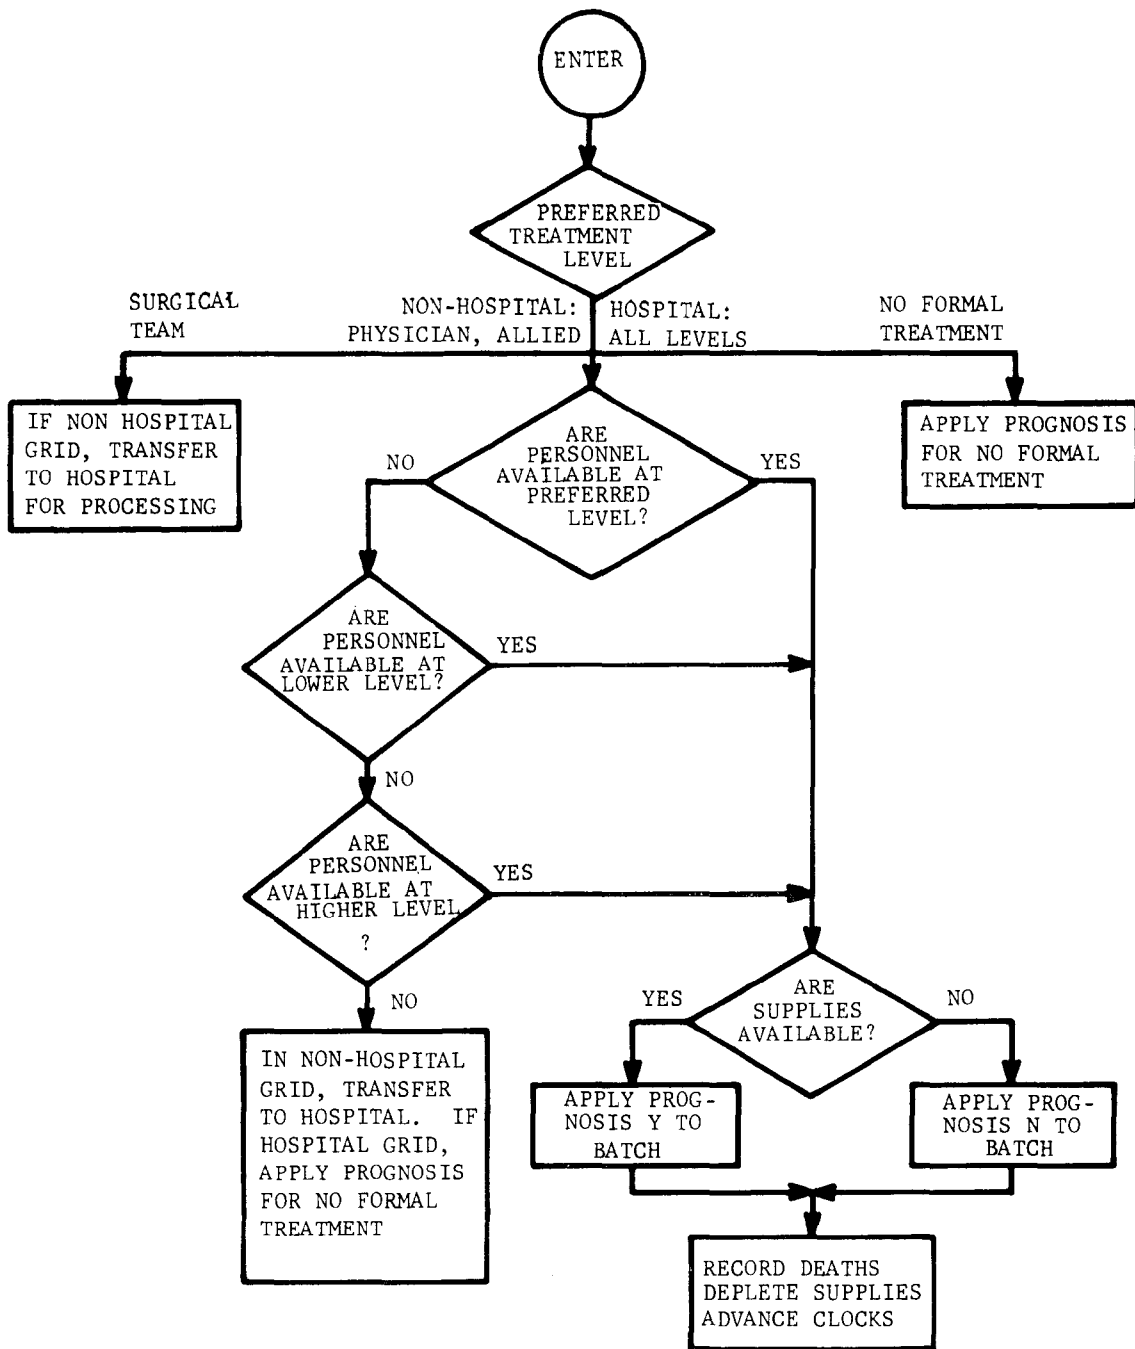 ENTER
PREFERRED
TREATMENT
LEVEL
SURGICAL
TEAM
NON-HOSPITAL:
PHYSICIAN, ALLIED
HOSPITAL:
ALL LEVELS
NO FORMAL
TREATMENT
IF NON HOSPITAL
GRID, TRANSFER
TO HOSPITAL
FOR PROCESSING
ARE
PERSONNEL
AVAILABLE AT
PREFERRED
LEVEL?
NO
YES
APPLY PROGNOSIS
FOR NO FORMAL
TREATMENT
ARE
PERSONNEL
AVAILABLE AT
LOWER LEVEL?
YES
NO
ARE
PERSONNEL
AVAILABLE AT
HIGHER LEVEL
?
YES
NO
ARE
SUPPLIES
AVAILABLE?
YES
NO
IN NON-HOSPITAL
GRID, TRANSFER
TO HOSPITAL. IF
HOSPITAL GRID,
APPLY PROGNOSIS
FOR NO FORMAL
TREATMENT
APPLY PROG-
NOSIS Y TO
BATCH
APPLY PROG-
NOSIS N TO
BATCH
RECORD DEATHS
DEPLETE SUPPLIES
ADVANCE CLOCKS